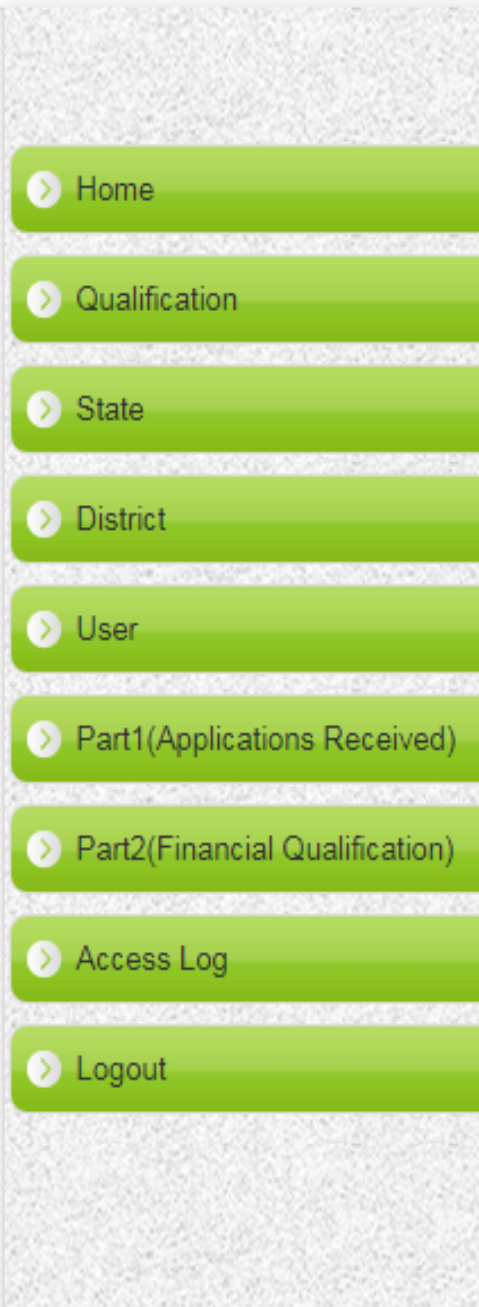 Home
Qualification
State
District
User
Part1(Applications Received)
Part2(Financial Qualification)
Access Log
Logout